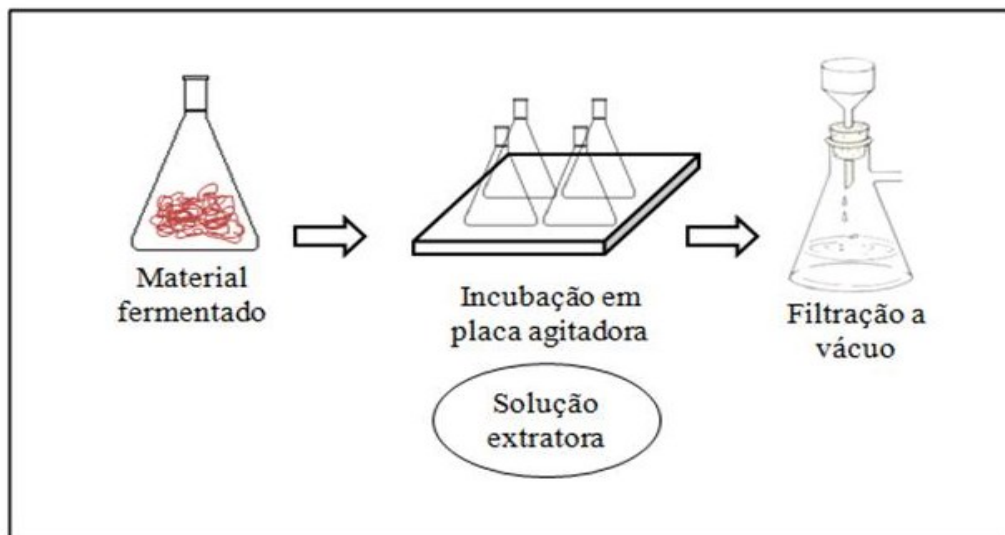 Material
fermentado
Incubação em
placa agitadora
Solução
extratora
Filtração a
vácuo